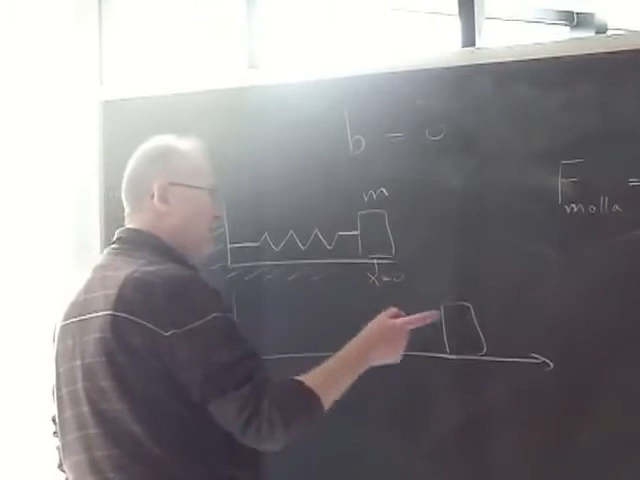 b = 0
F molla =
m
x=0